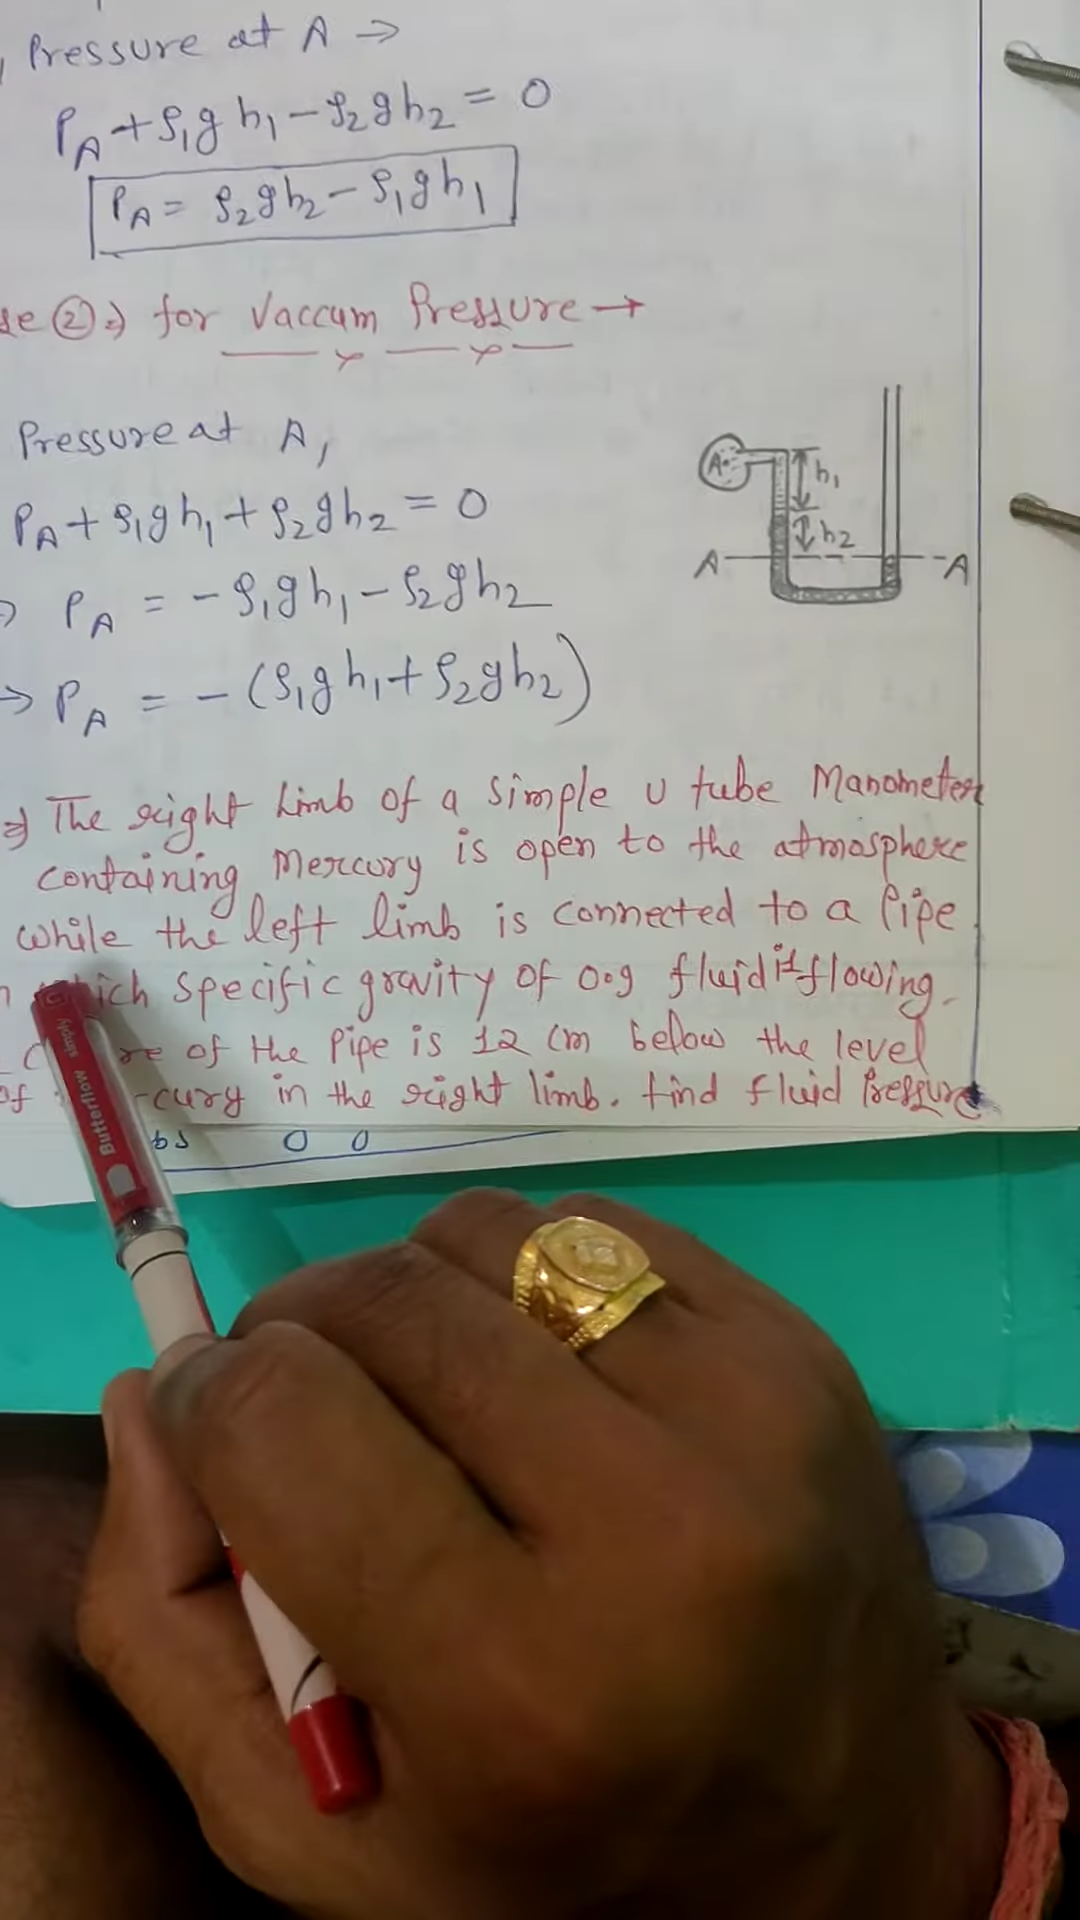 Pressure at A →
PA + ρ1gh1 - ρ2gh2 = 0
PA = ρ2gh2 - ρ1gh1
②⇒ for Vaccum Pressure →
Pressure at A,
PA + ρ1gh1 + ρ2gh2 = 0
PA = -ρ1gh1 - ρ2gh2
⇒ PA = -(ρ1gh1 + ρ2gh2)
A
h1
h2
A
A
The right limb of a simple U tube Manometer
containing Mercury is open to the atmosphere
while the left limb is connected to a Pipe
specific gravity of 0.9 fluid is flowing.
of the Pipe is 12 cm below the level
in the right limb. find fluid Pressure
Butterflow simply